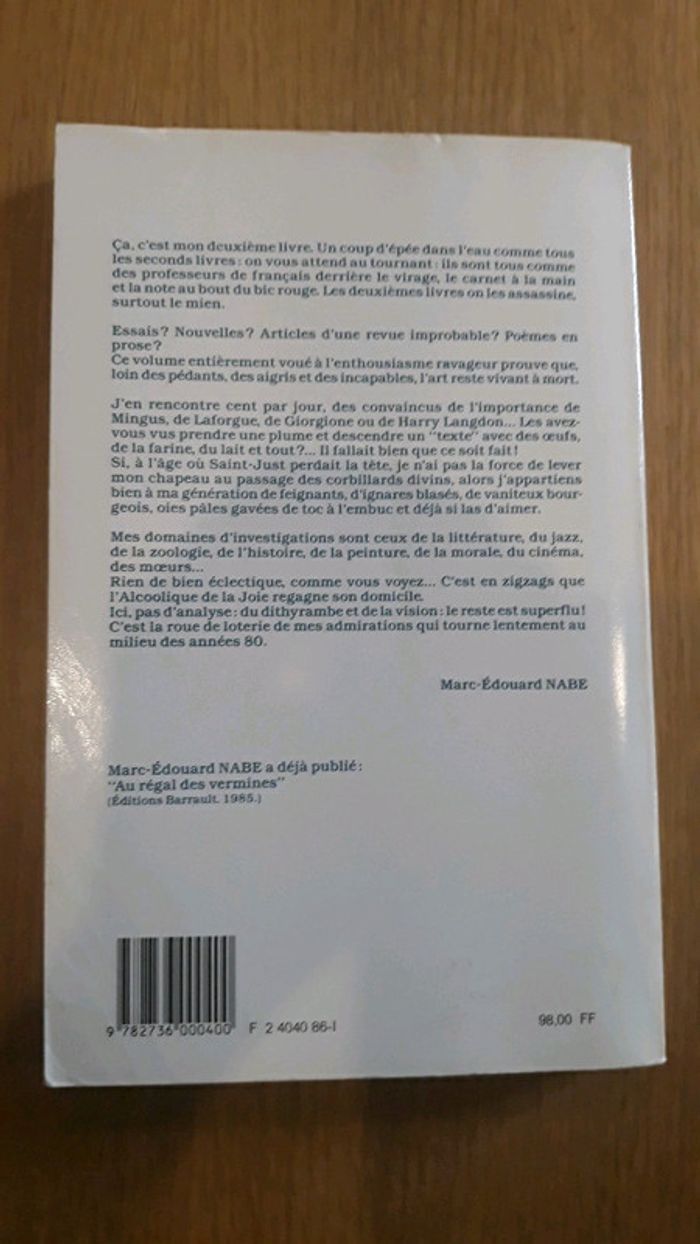 Ça, c'est mon deuxième livre. Un coup d'épée dans l'eau comme tous
les seconds livres : on vous attend au tournant : ils sont tous comme
des professeurs de français derrière le virage, le carnet à la main
et la note au bout du bic rouge. Les deuxièmes livres on les assassine,
surtout le mien.
Essais? Nouvelles? Articles d'une revue improbable? Poèmes en
prose?
Ce volume entièrement voué à l'enthousiasme ravageur prouve que,
loin des pédants, des aigris et des incapables, l'art reste vivant à mort.
J'en rencontre cent par jour, des convaincus de l'importance de
Mingus, de Laforgue, de Giorgione ou de Harry Langdon... Les avez-
vous vus prendre une plume et descendre un "texte" avec des œufs,
de la farine, du lait et tout?... Il fallait bien que ce soit fait!
Si, à l'âge où Saint-Just perdait la tête, je n'ai pas la force de lever
mon chapeau au passage des corbillards divins, alors j'appartiens
bien à ma génération de feignants, d'ignares blasés, de vaniteux bour-
geois, oies pâles gavées de toc à l'embuc et déjà si las d'aimer.
Mes domaines d'investigations sont ceux de la littérature, du jazz,
de la zoologie, de l'histoire, de la peinture, de la morale, du cinéma,
des mœurs...
Rien de bien éclectique, comme vous voyez... C'est en zigzags que
l'Alcoolique de la Joie regagne son domicile.
Ici, pas d'analyse : du dithyrambe et de la vision : le reste est superflu!
C'est la roue de loterie de mes admirations qui tourne lentement au
milieu des années 80.
Marc-Édouard NABE
Marc-Édouard NABE a déjà publié :
"Au régal des vermines"
(Éditions Barrault. 1985.)
9 782736 000400 F 2 4040 86-I
98,00 FF